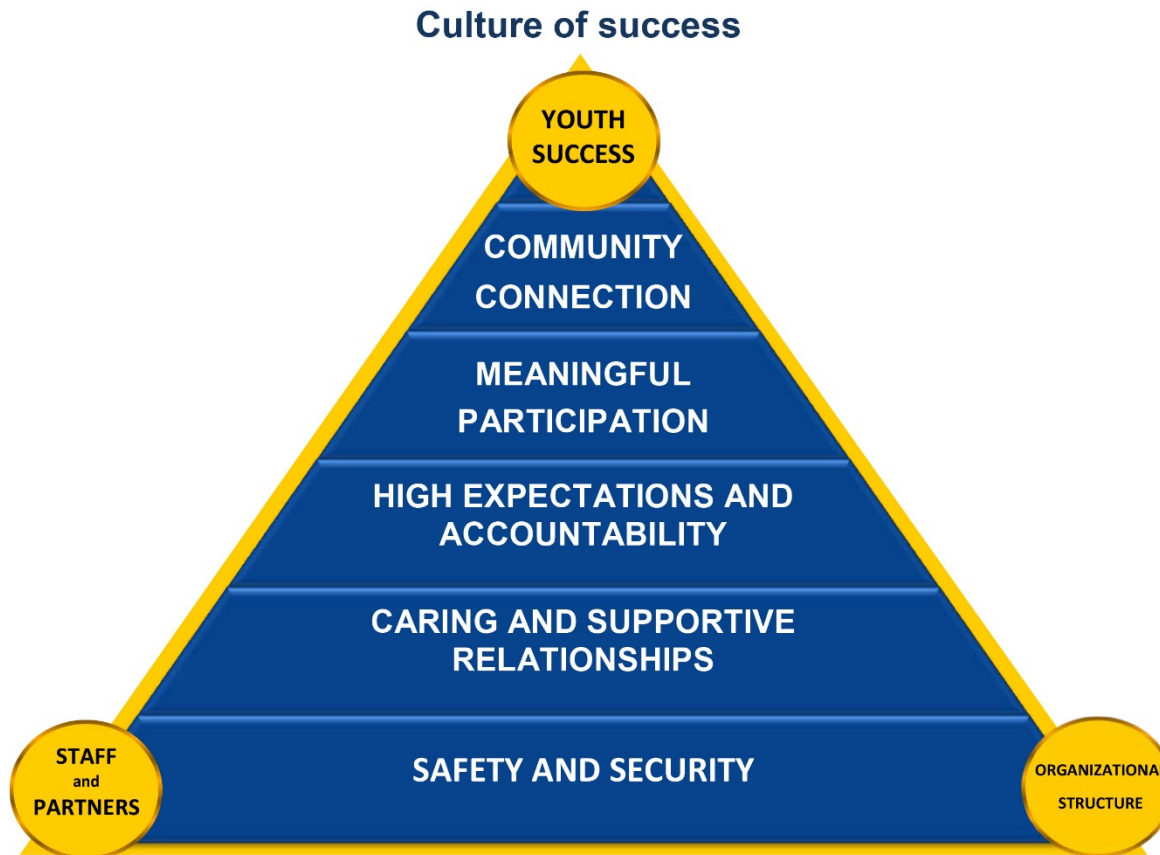 Culture of success
YOUTH
SUCCESS
COMMUNITY
CONNECTION
MEANINGFUL
PARTICIPATION
HIGH EXPECTATIONS AND
ACCOUNTABILITY
CARING AND SUPPORTIVE
RELATIONSHIPS
SAFETY AND SECURITY
STAFF
and
PARTNERS
ORGANIZATIONAL
STRUCTURE